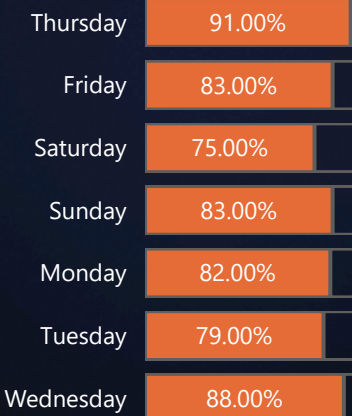 Thursday 91.00%
Friday 83.00%
Saturday 75.00%
Sunday 83.00%
Monday 82.00%
Tuesday 79.00%
Wednesday 88.00%